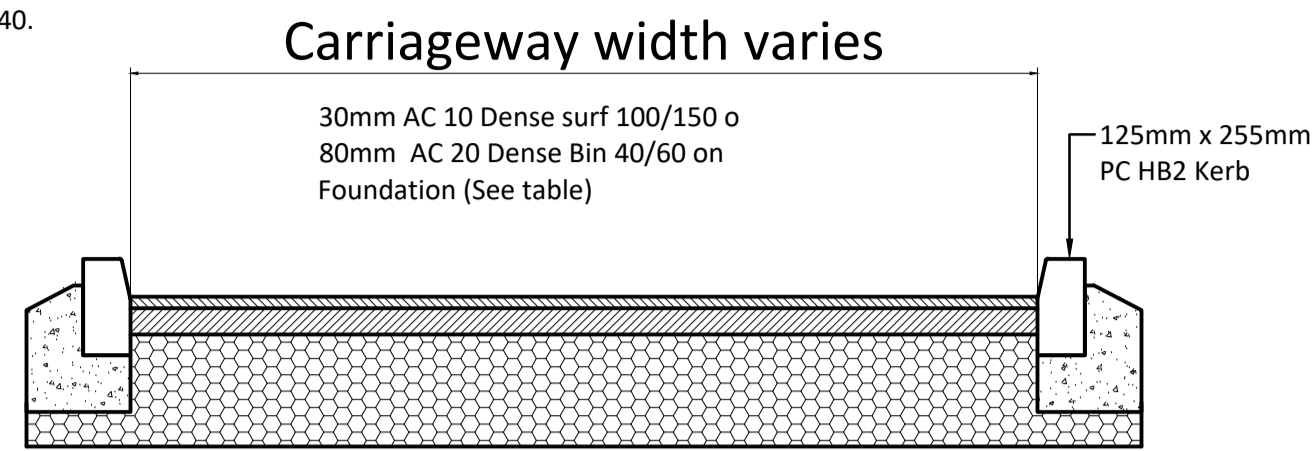 40.
Carriageway width varies
30mm AC 10 Dense surf 100/150 o
80mm AC 20 Dense Bin 40/60 on
Foundation (See table)
125mm x 255mm
PC HB2 Kerb